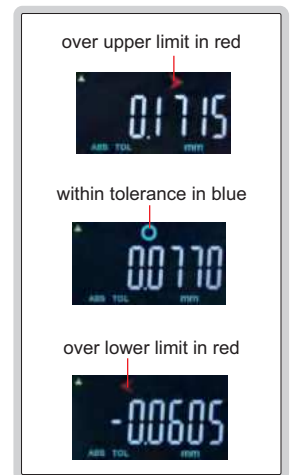 over upper limit in red
0.1715
ABS TOL mm
within tolerance in blue
0.0770
ABS TOL mm
over lower limit in red
-0.0605
ABS TOL mm